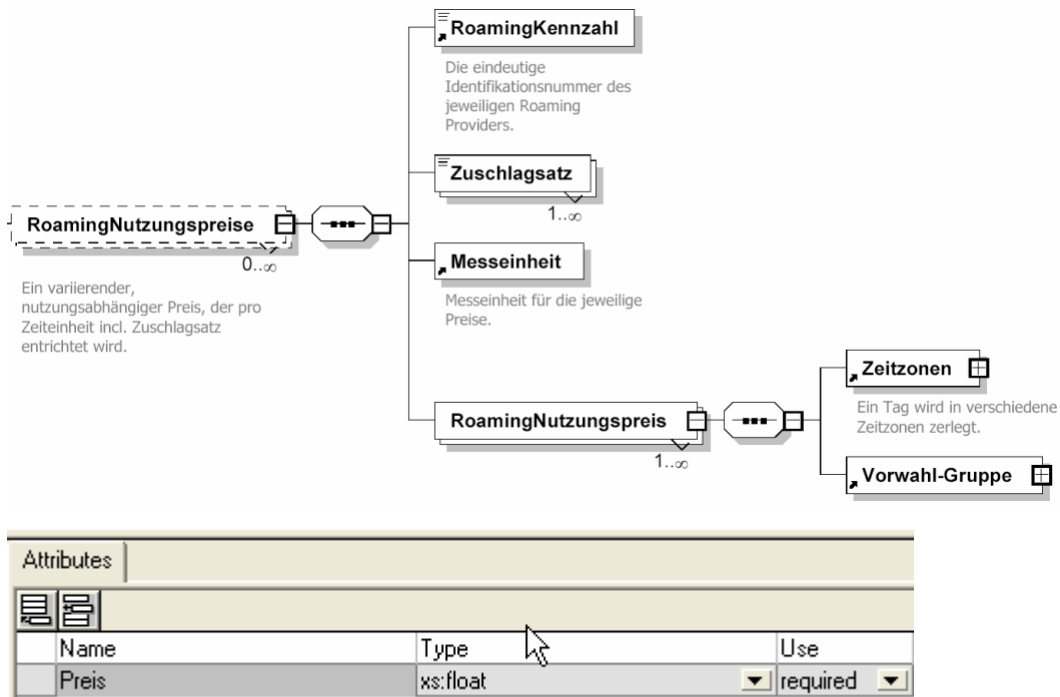 RoamingKennzahl
Die eindeutige
Identifikationsnummer des
jeweiligen Roaming
Providers.
Zuschlagsatz
1..∞
RoamingNutzungspreise
0..∞
Ein variierender,
nutzungsabhängiger Preis, der pro
Zeiteinheit incl. Zuschlagsatz
entrichtet wird.
Messeinheit
Messeinheit für die jeweilige
Preise.
RoamingNutzungspreis
1..∞
Zeitzonen
Ein Tag wird in verschiedene
Zeitzonen zerlegt.
Vorwahl-Gruppe
Attributes
Name Type Use
Preis xs:float required